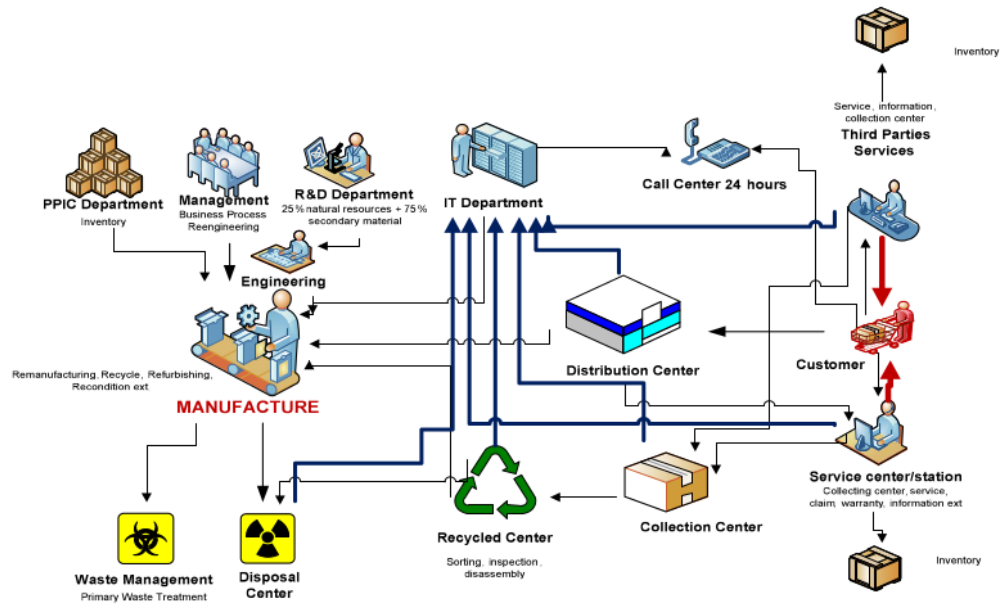 Inventory
Service, information,
collection center
Third Parties
Services
PPIC Department
Inventory
Management
Business Process
Reengineering
R&D Department
25% natural resources + 75%
secondary material
IT Department
Call Center 24 hours
Engineering
Remanufacturing, Recycle, Refurbishing,
Recondition ext
MANUFACTURE
Distribution Center
Customer
Service center/station
Collecting center, service,
claim, warranty, information ext
Collection Center
Recycled Center
Sorting, inspection,
disassembly
Waste Management
Primary Waste Treatment
Disposal
Center
Inventory